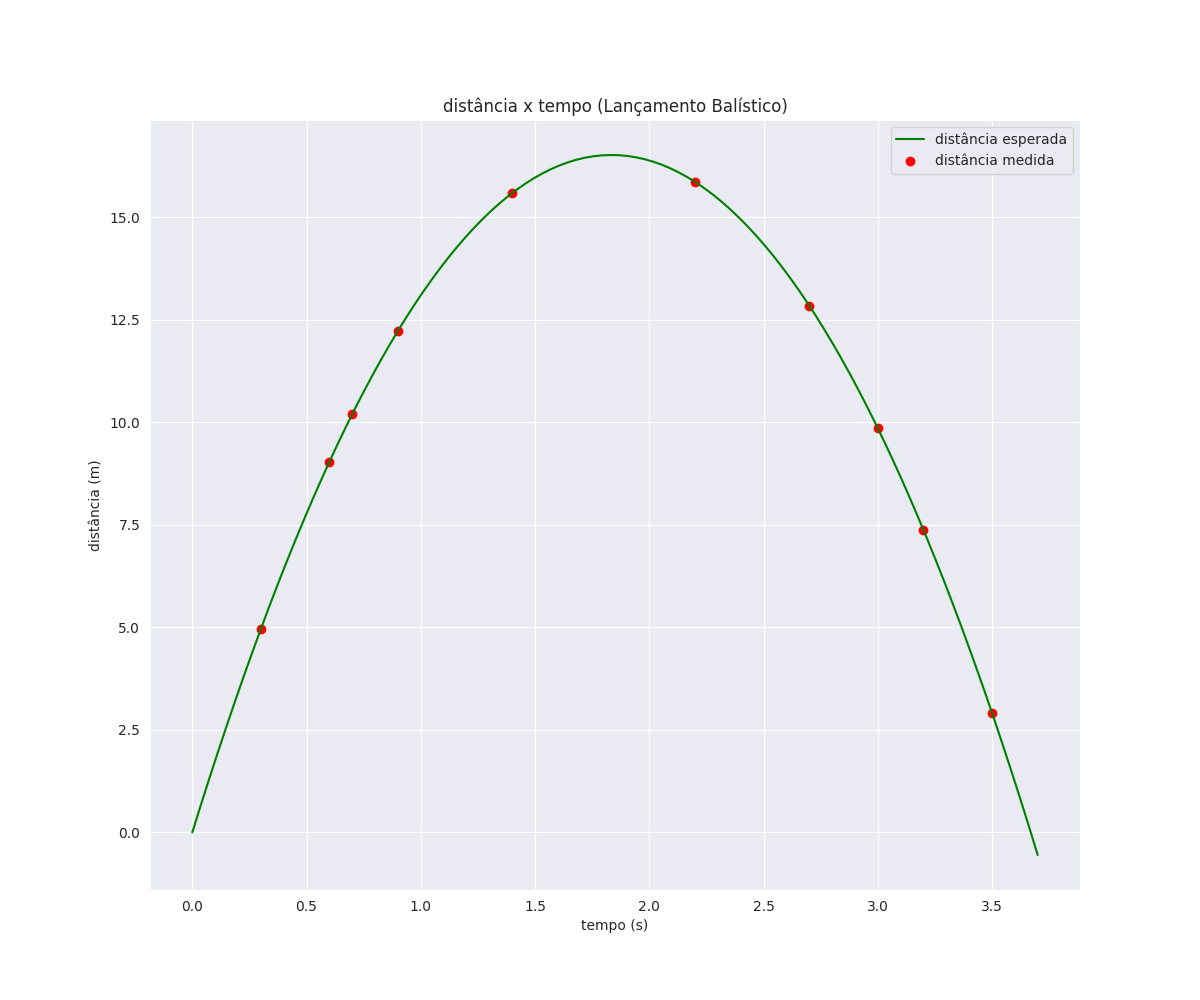 distância x tempo (Lançamento Balístico)
distância esperada
distância medida
15.0
12.5
10.0
7.5
5.0
2.5
0.0
distância (m)
0.0 0.5 1.0 1.5 2.0 2.5 3.0 3.5
tempo (s)